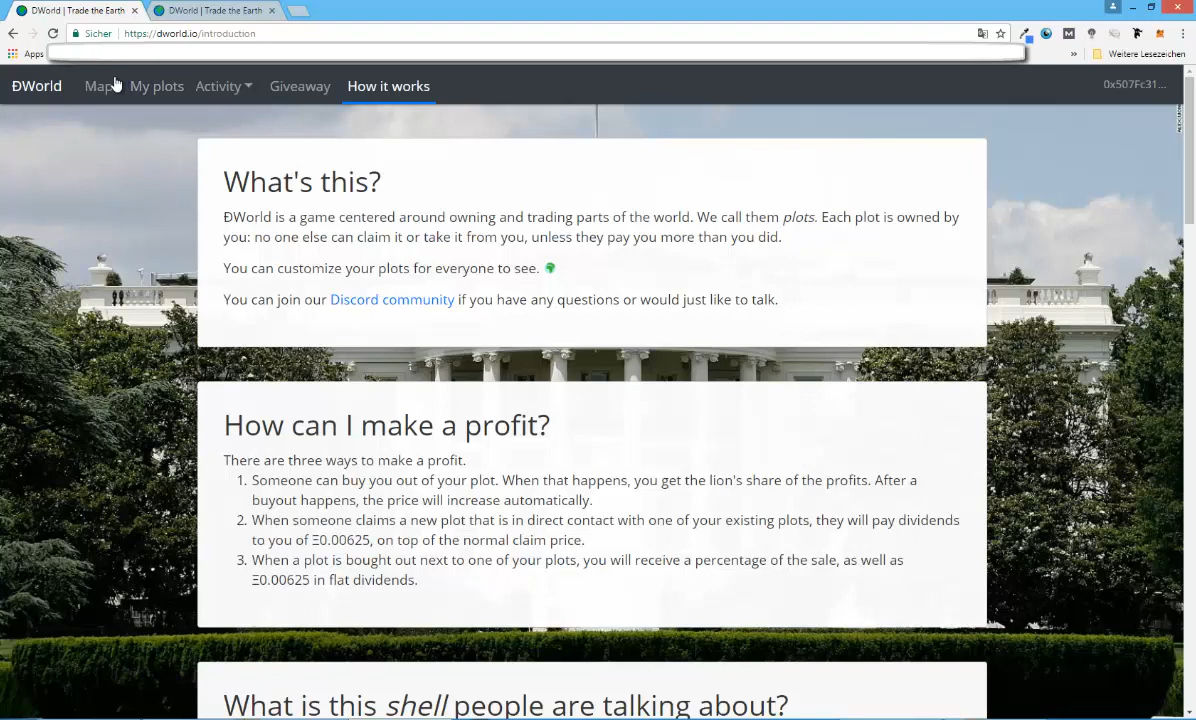 DWorld | Trade the Earth
DWorld | Trade the Earth
Sicher
https://dworld.io/introduction
Apps
» Weitere Lesezeichen
ÐWorld Map My plots Activity Giveaway How it works 0x507Fc31...
What's this?
ÐWorld is a game centered around owning and trading parts of the world. We call them plots. Each plot is owned by
you: no one else can claim it or take it from you, unless they pay you more than you did.
You can customize your plots for everyone to see.
You can join our Discord community if you have any questions or would just like to talk.
How can I make a profit?
There are three ways to make a profit.
1. Someone can buy you out of your plot. When that happens, you get the lion's share of the profits. After a
buyout happens, the price will increase automatically.
2. When someone claims a new plot that is in direct contact with one of your existing plots, they will pay dividends
to you of Ξ0.00625, on top of the normal claim price.
3. When a plot is bought out next to one of your plots, you will receive a percentage of the sale, as well as
Ξ0.00625 in flat dividends.
What is this shell people are talking about?